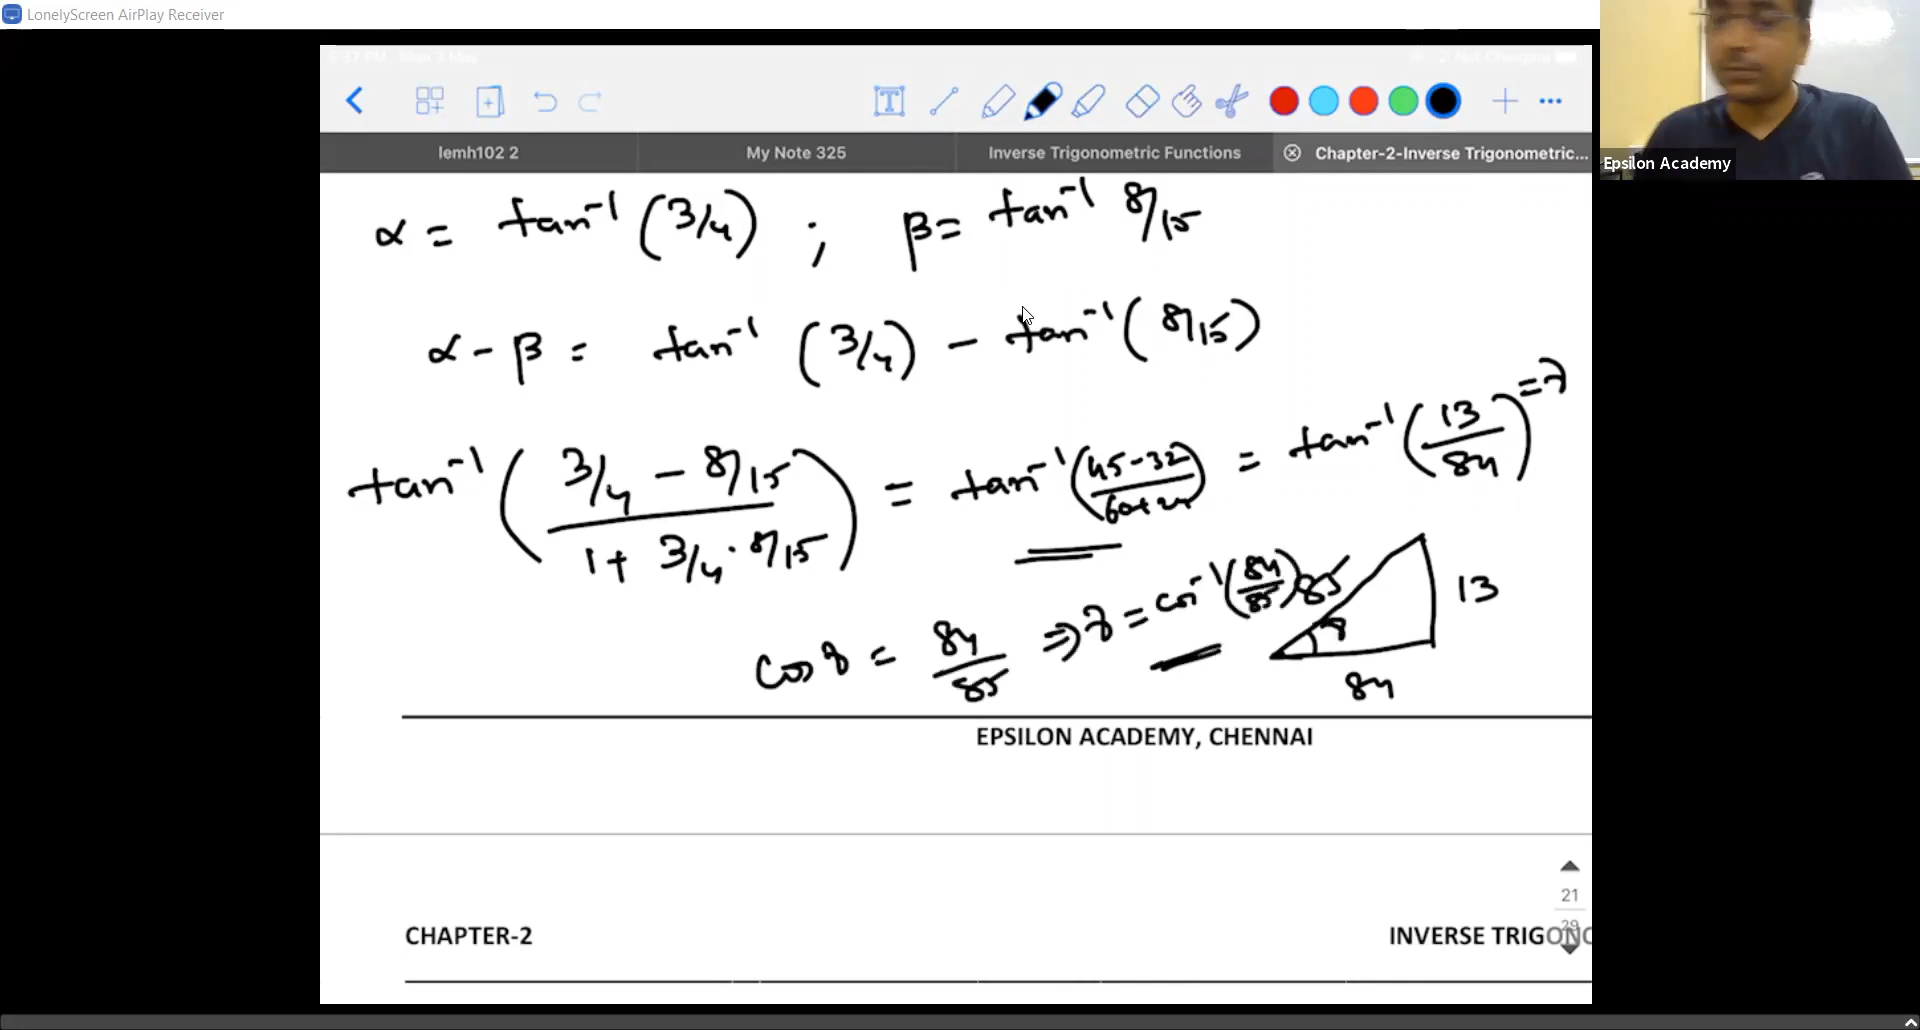 LonelyScreen AirPlay Receiver
lemh102 2
My Note 325
Inverse Trigonometric Functions
Chapter-2-Inverse Trigonometric...
Epsilon Academy
α = tan⁻¹ (3/4) ; β = tan⁻¹ 8/15
α - β = tan⁻¹ (3/4) - tan⁻¹ (8/15)
tan⁻¹ ( (3/4 - 8/15) / (1 + 3/4 · 8/15) ) = tan⁻¹ ( (45-32) / (60+24) ) = tan⁻¹ (13/84) = γ
cos γ = 84/85 ⇒ γ = cos⁻¹ (84/85)
85
13
γ
84
EPSILON ACADEMY, CHENNAI
21
29
CHAPTER-2
INVERSE TRIGONO